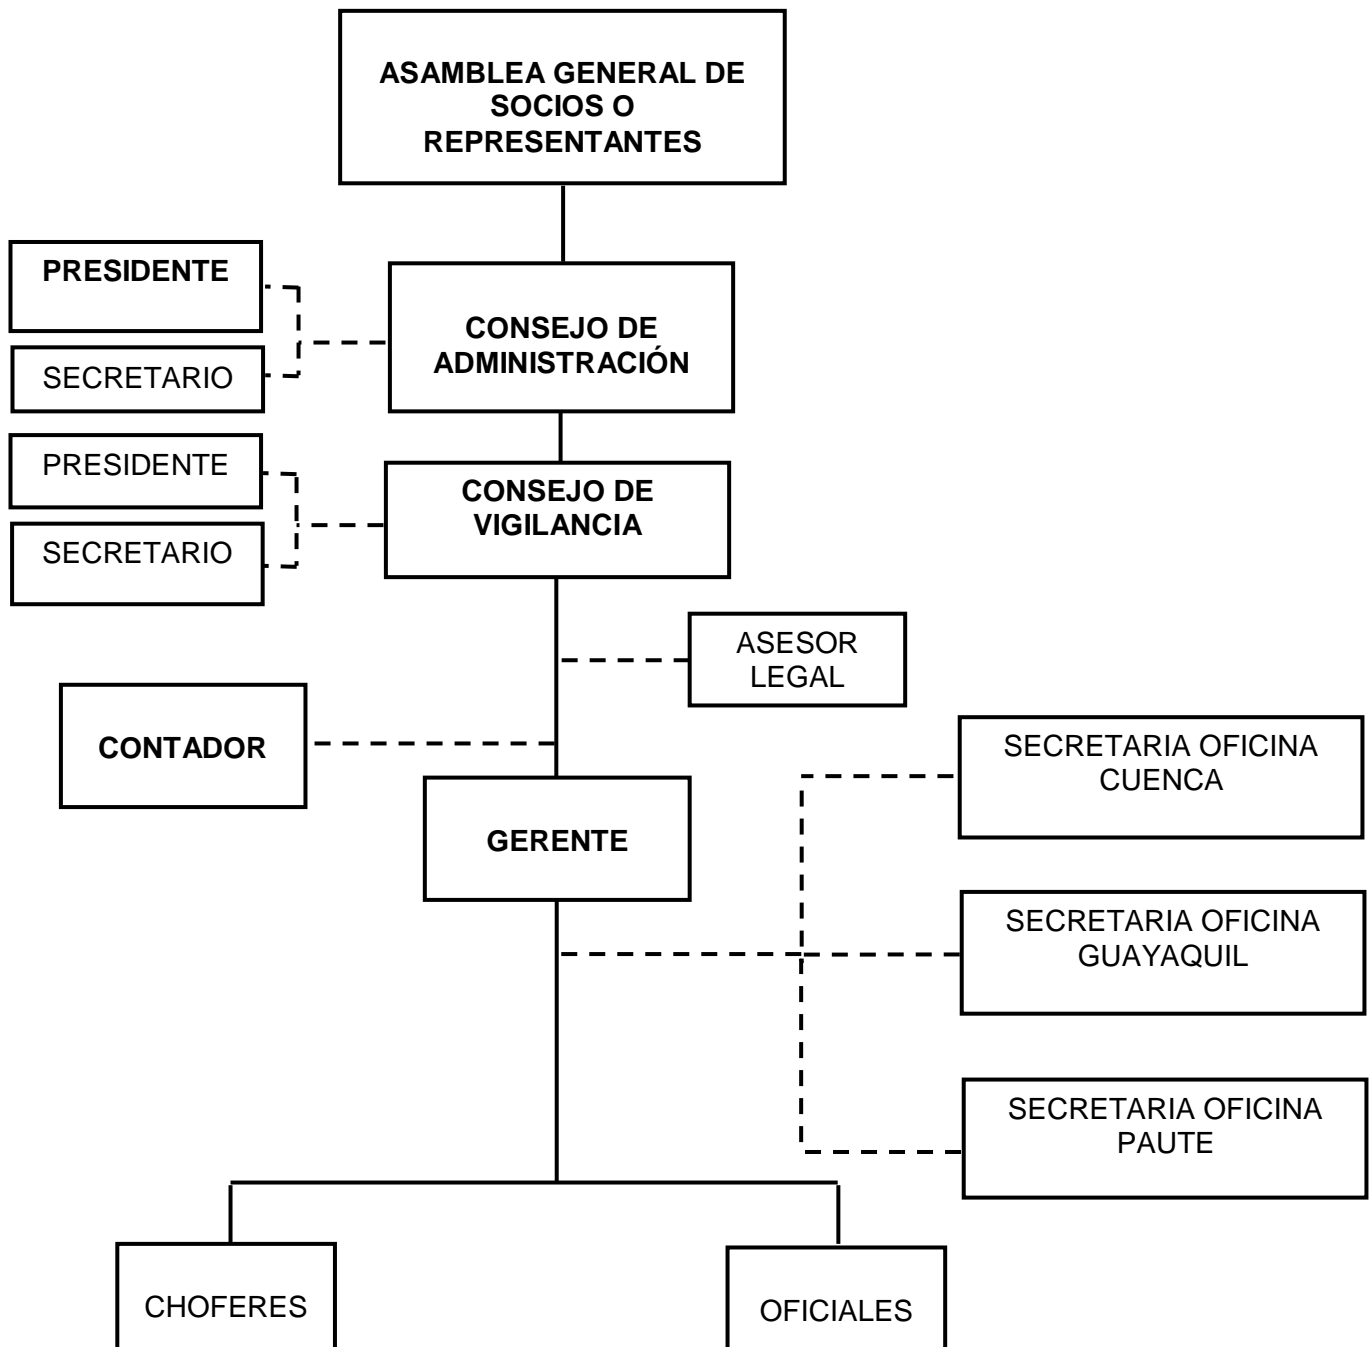 ASAMBLEA GENERAL DE
SOCIOS O
REPRESENTANTES
PRESIDENTE
SECRETARIO
CONSEJO DE
ADMINISTRACIÓN
PRESIDENTE
SECRETARIO
CONSEJO DE
VIGILANCIA
ASESOR
LEGAL
CONTADOR
SECRETARIA OFICINA
CUENCA
GERENTE
SECRETARIA OFICINA
GUAYAQUIL
SECRETARIA OFICINA
PAUTE
CHOFERES
OFICIALES